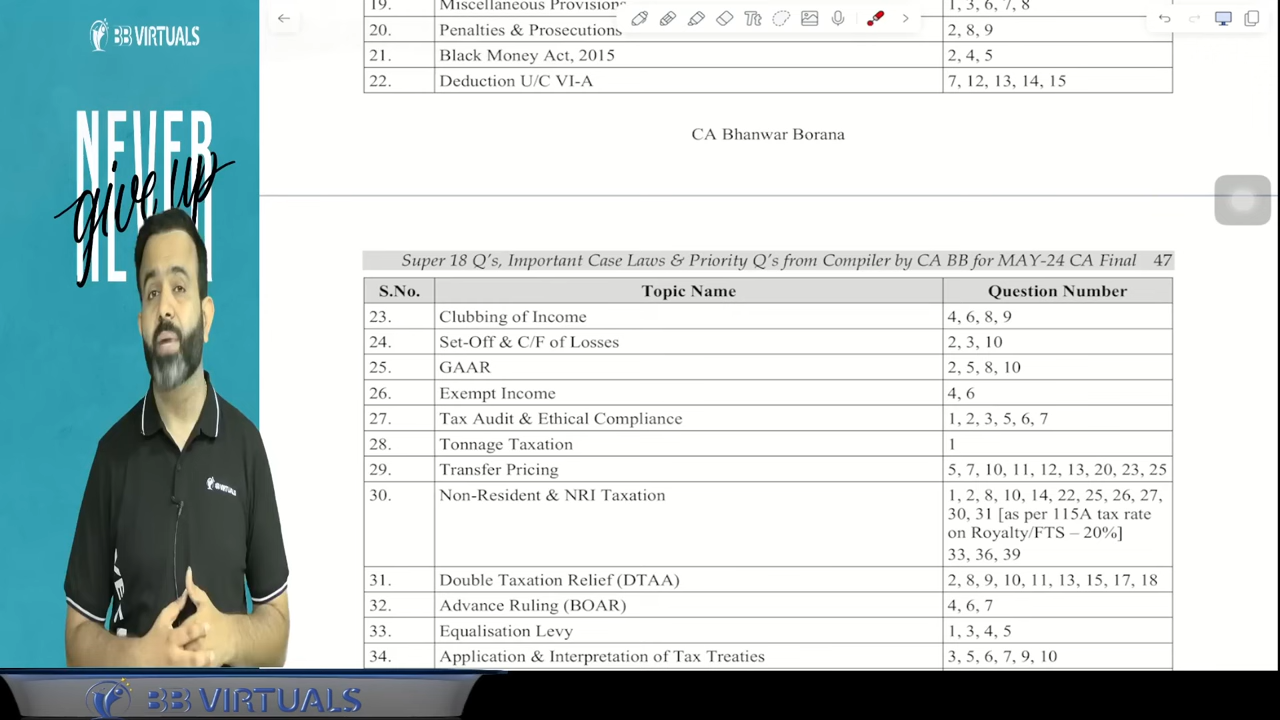 BB VIRTUALS
NEVER
give up
19. Miscellaneous Provisions 1, 3, 6, 7, 8
20. Penalties & Prosecutions 2, 8, 9
21. Black Money Act, 2015 2, 4, 5
22. Deduction U/C VI-A 7, 12, 13, 14, 15
CA Bhanwar Borana
Super 18 Q's, Important Case Laws & Priority Q's from Compiler by CA BB for MAY-24 CA Final 47
S.No. Topic Name Question Number
23. Clubbing of Income 4, 6, 8, 9
24. Set-Off & C/F of Losses 2, 3, 10
25. GAAR 2, 5, 8, 10
26. Exempt Income 4, 6
27. Tax Audit & Ethical Compliance 1, 2, 3, 5, 6, 7
28. Tonnage Taxation 1
29. Transfer Pricing 5, 7, 10, 11, 12, 13, 20, 23, 25
30. Non-Resident & NRI Taxation 1, 2, 8, 10, 14, 22, 25, 26, 27,
30, 31 [as per 115A tax rate
on Royalty/FTS – 20%]
33, 36, 39
31. Double Taxation Relief (DTAA) 2, 8, 9, 10, 11, 13, 15, 17, 18
32. Advance Ruling (BOAR) 4, 6, 7
33. Equalisation Levy 1, 3, 4, 5
34. Application & Interpretation of Tax Treaties 3, 5, 6, 7, 9, 10
BB VIRTUALS